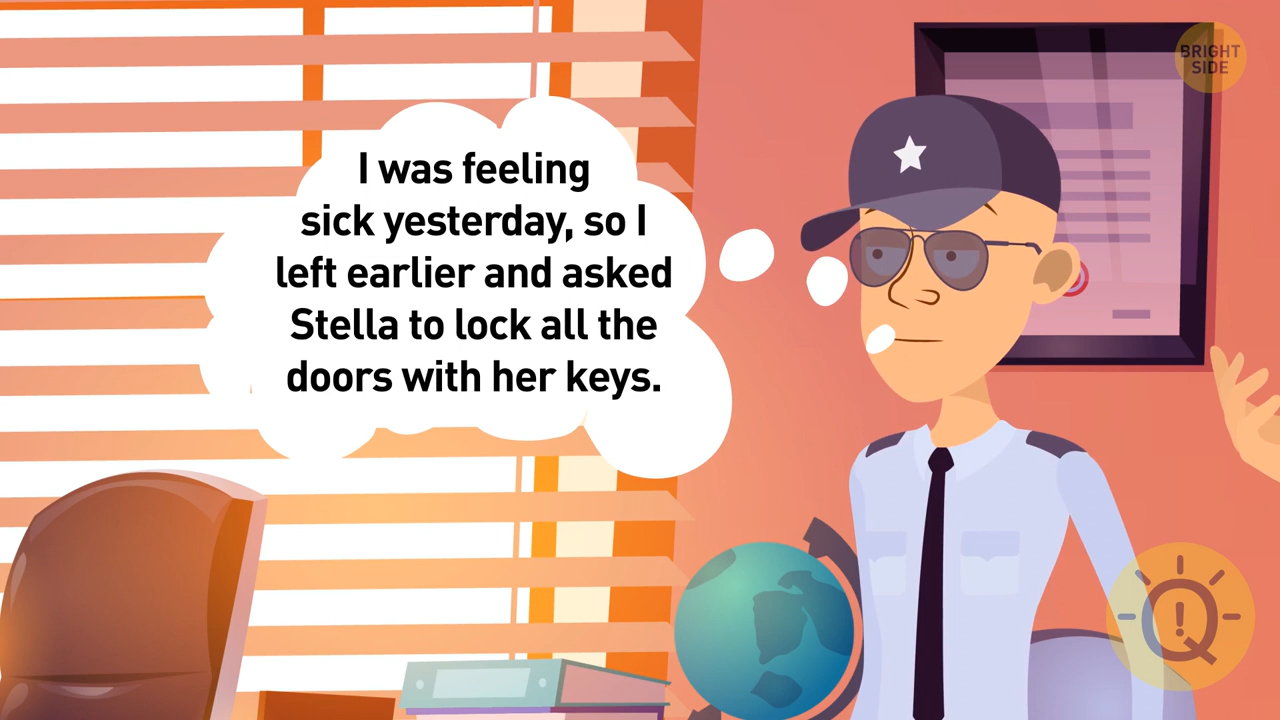 BRIGHT
SIDE
I was feeling
sick yesterday, so I
left earlier and asked
Stella to lock all the
doors with her keys.
Q!